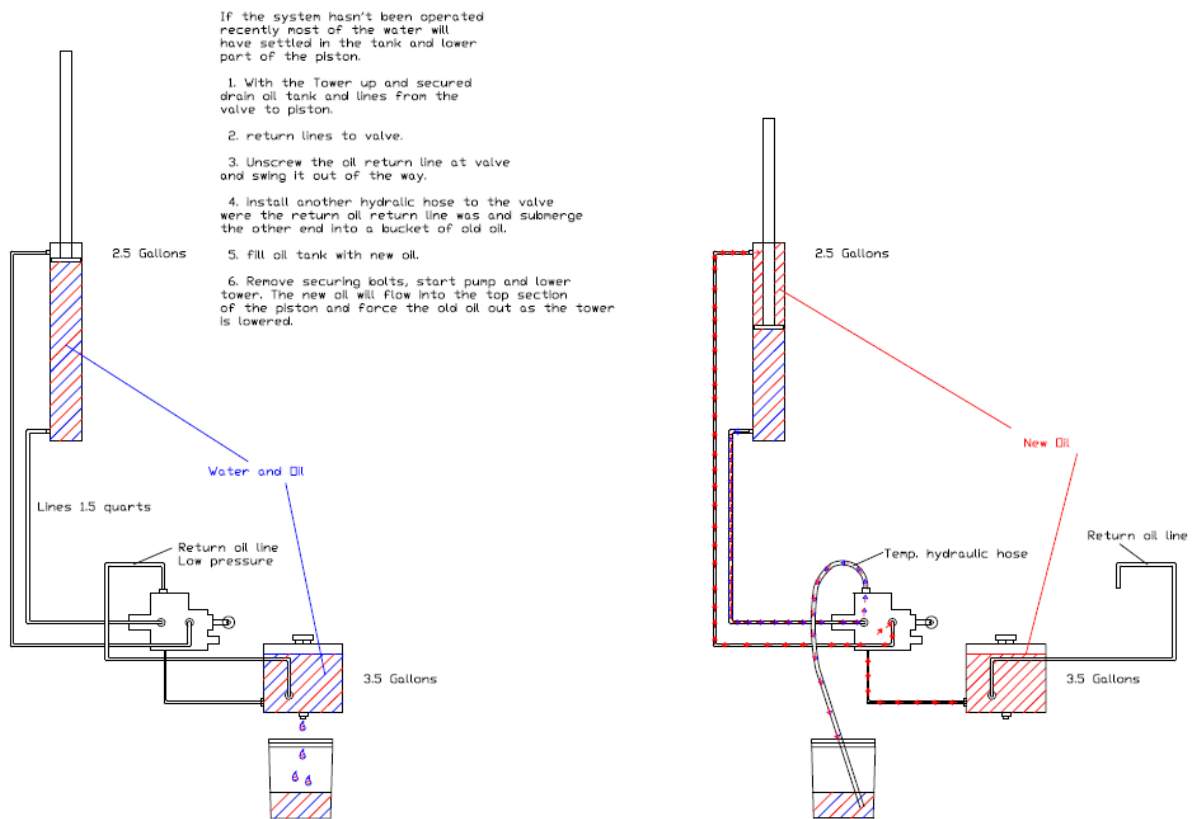 If the system hasn't been operated
recently most of the water will
have settled in the tank and lower
part of the piston.
1. With the Tower up and secured
drain oil tank and lines from the
valve to piston.
2. return lines to valve.
3. Unscrew the oil return line at valve
and swing it out of the way.
4. install another hydralic hose to the valve
were the return oil return line was and submerge
the other end into a bucket of old oil.
5. fill oil tank with new oil.
6. Remove securing bolts, start pump and lower
tower. The new oil will flow into the top section
of the piston and force the old oil out as the tower
is lowered.
2.5 Gallons
Water and Oil
Lines 1.5 quarts
Return oil line
Low pressure
3.5 Gallons
2.5 Gallons
New Oil
Return oil line
Temp. hydraulic hose
3.5 Gallons